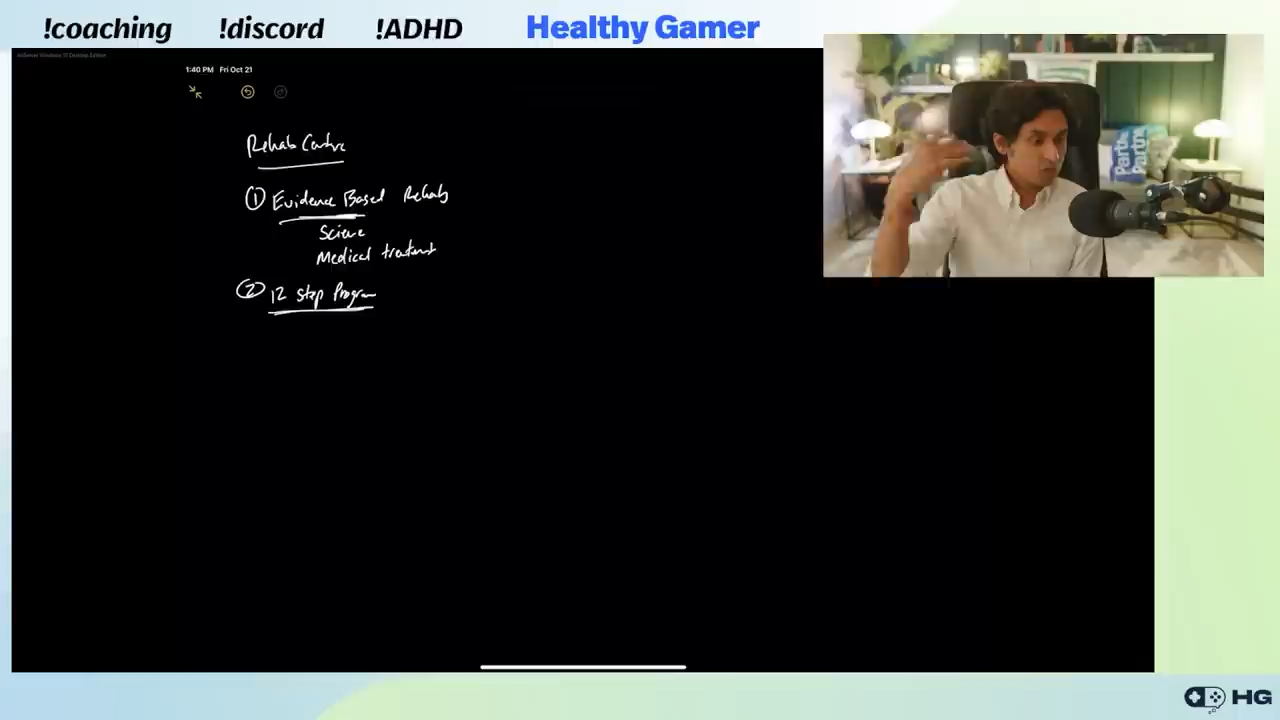 !coaching !discord !ADHD Healthy Gamer
1:40 PM Fri Oct 21
Rehab Centre
① Evidence Based Rehab
Science
Medical treatment
② 12 Step Program
HG